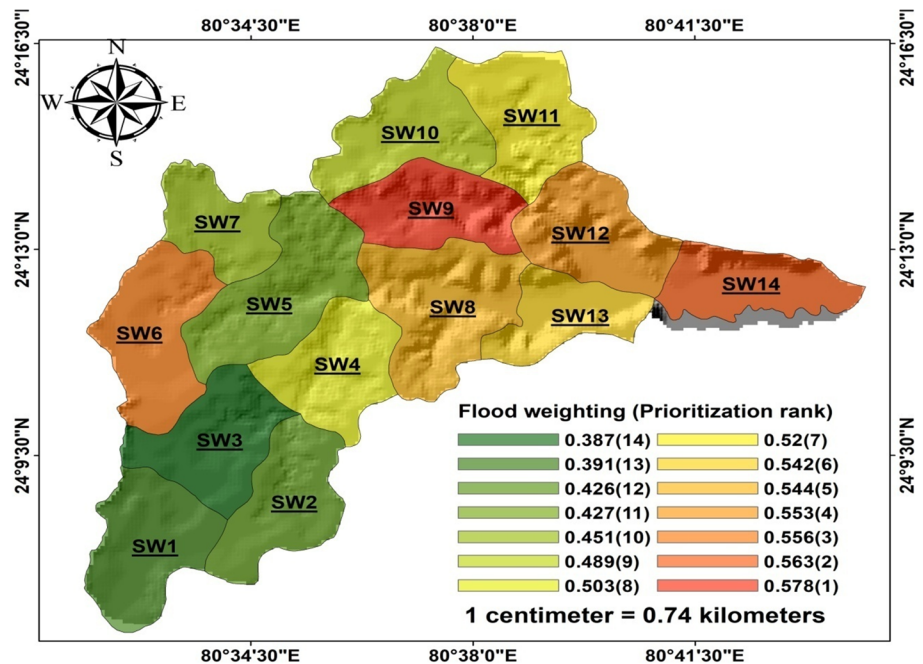 80°34'30"E 80°38'0"E 80°41'30"E
24°16'30"N 24°16'30"N
N
W E
S
SW11
SW10
SW9
SW7
SW12
24°13'0"N 24°13'0"N
SW14
SW5
SW8
SW13
SW6
SW4
Flood weighting (Prioritization rank)
SW3
0.387(14) 0.52(7)
24°9'30"N 24°9'30"N
0.391(13) 0.542(6)
0.426(12) 0.544(5)
SW2
0.427(11) 0.553(4)
0.451(10) 0.556(3)
SW1
0.489(9) 0.563(2)
0.503(8) 0.578(1)
1 centimeter = 0.74 kilometers
80°34'30"E 80°38'0"E 80°41'30"E